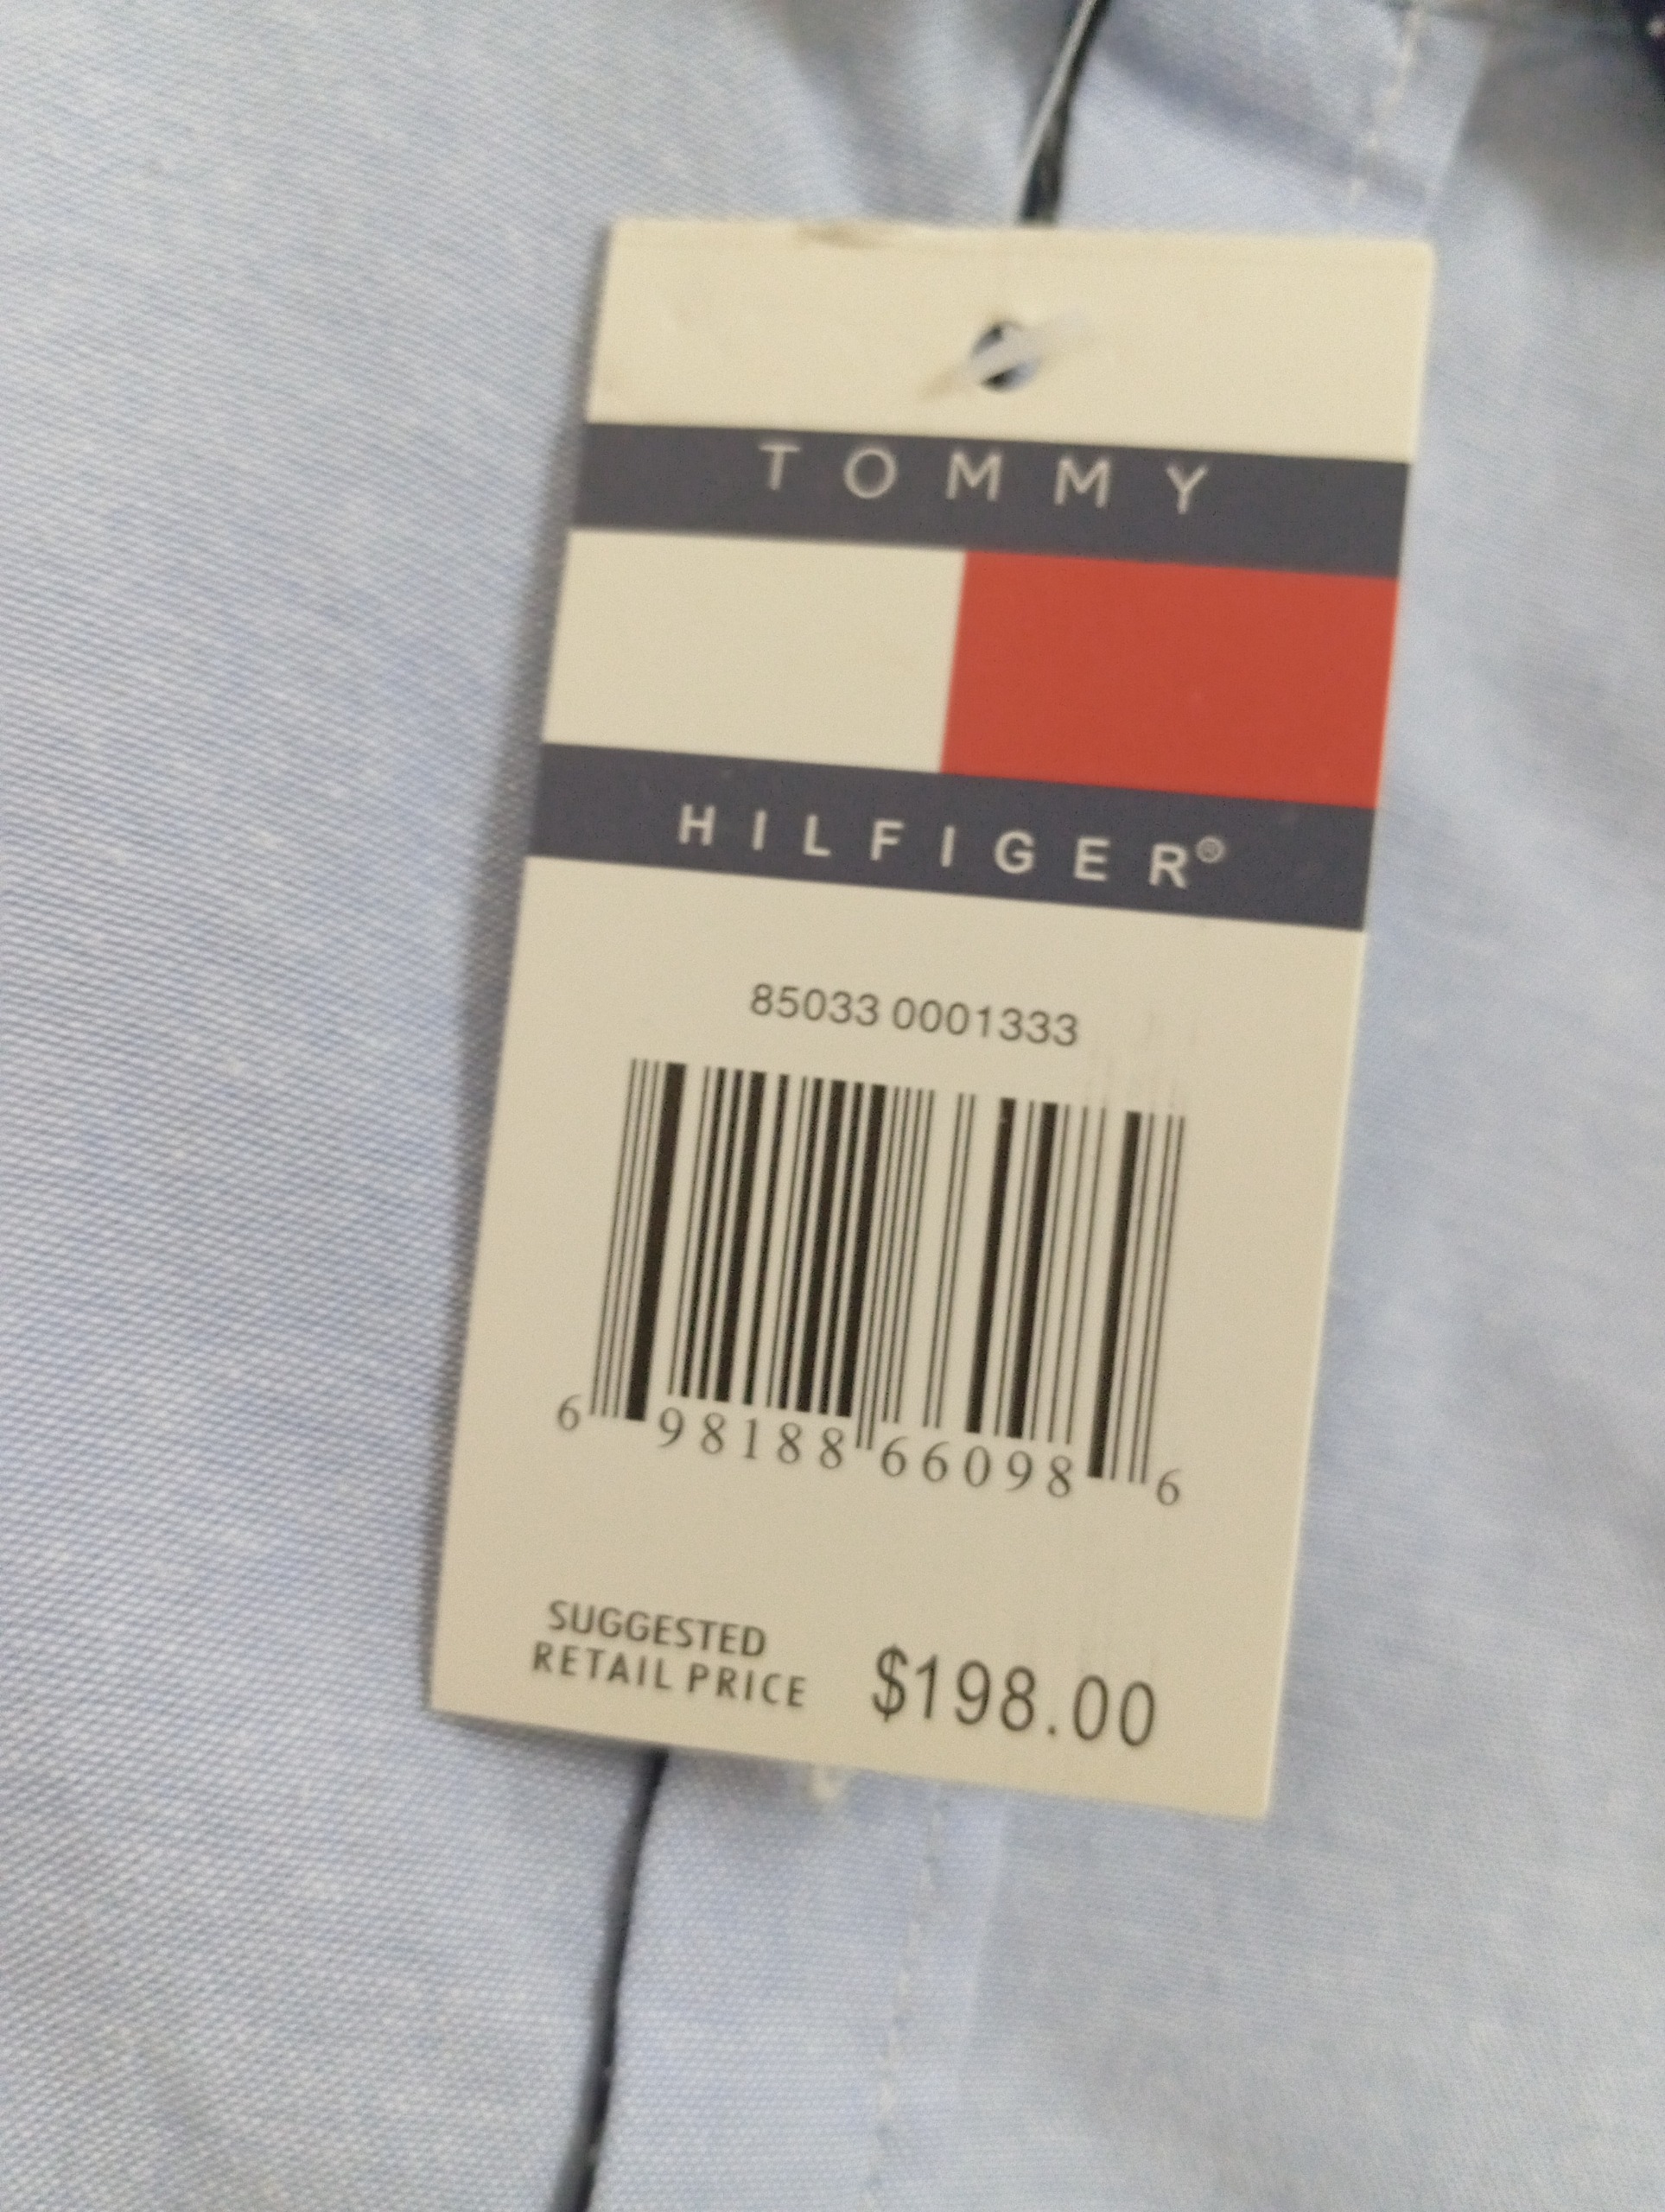 TOMMY
HILFIGER®
85033 0001333
6 98188 66098 6
SUGGESTED
RETAIL PRICE $198.00